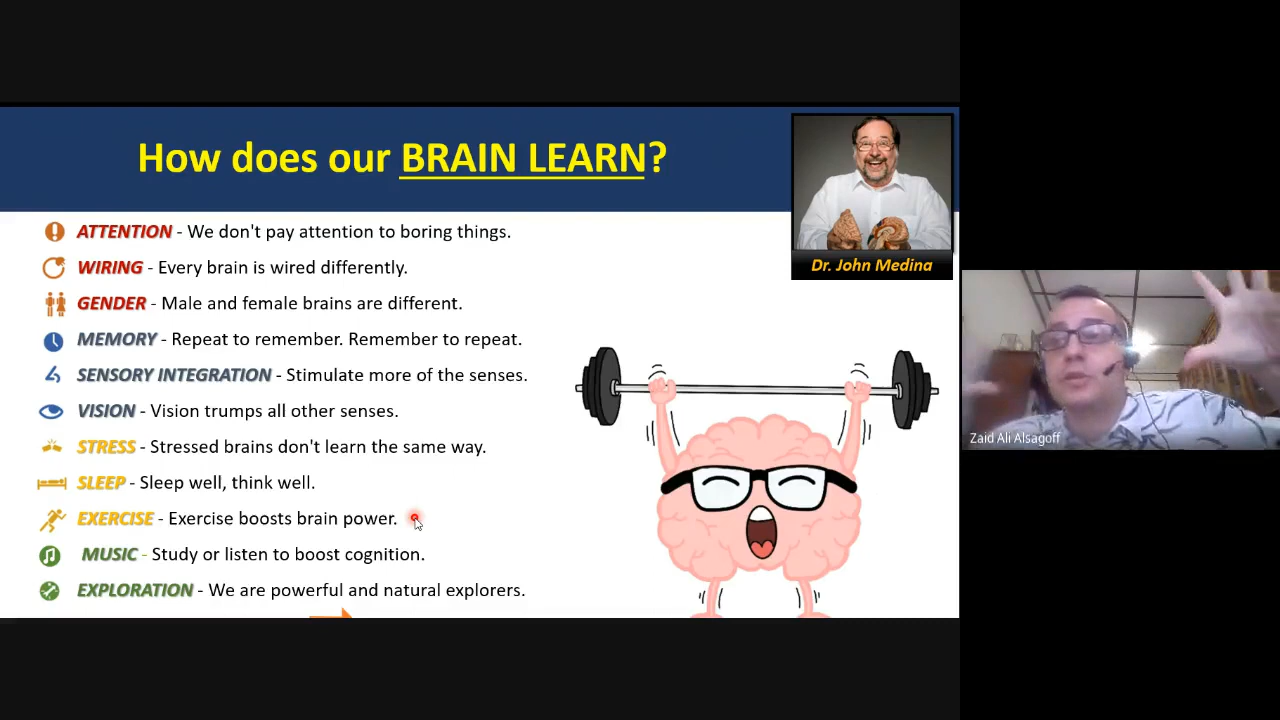 How does our BRAIN LEARN?
Dr. John Medina
ATTENTION - We don't pay attention to boring things.
WIRING - Every brain is wired differently.
GENDER - Male and female brains are different.
MEMORY - Repeat to remember. Remember to repeat.
SENSORY INTEGRATION - Stimulate more of the senses.
VISION - Vision trumps all other senses.
STRESS - Stressed brains don't learn the same way.
SLEEP - Sleep well, think well.
EXERCISE - Exercise boosts brain power.
MUSIC - Study or listen to boost cognition.
EXPLORATION - We are powerful and natural explorers.
Zaid Ali Alsagoff